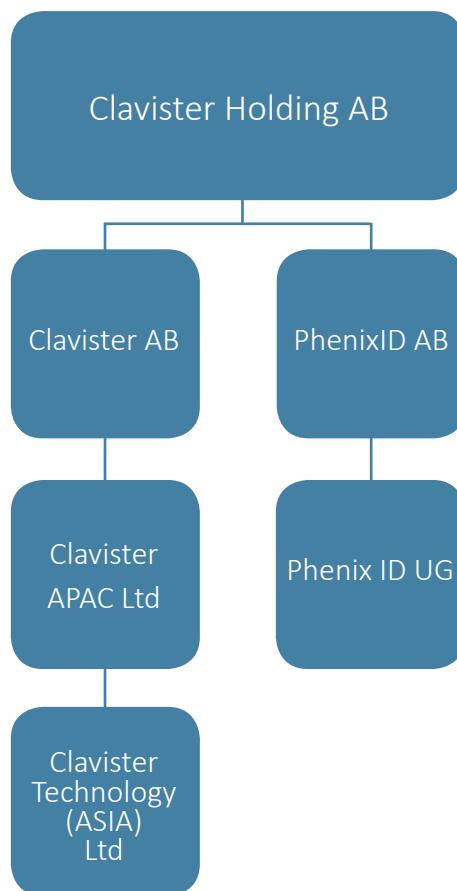 Clavister Holding AB
Clavister AB
PhenixID AB
Clavister
APAC Ltd
Phenix ID UG
Clavister
Technology
(ASIA)
Ltd